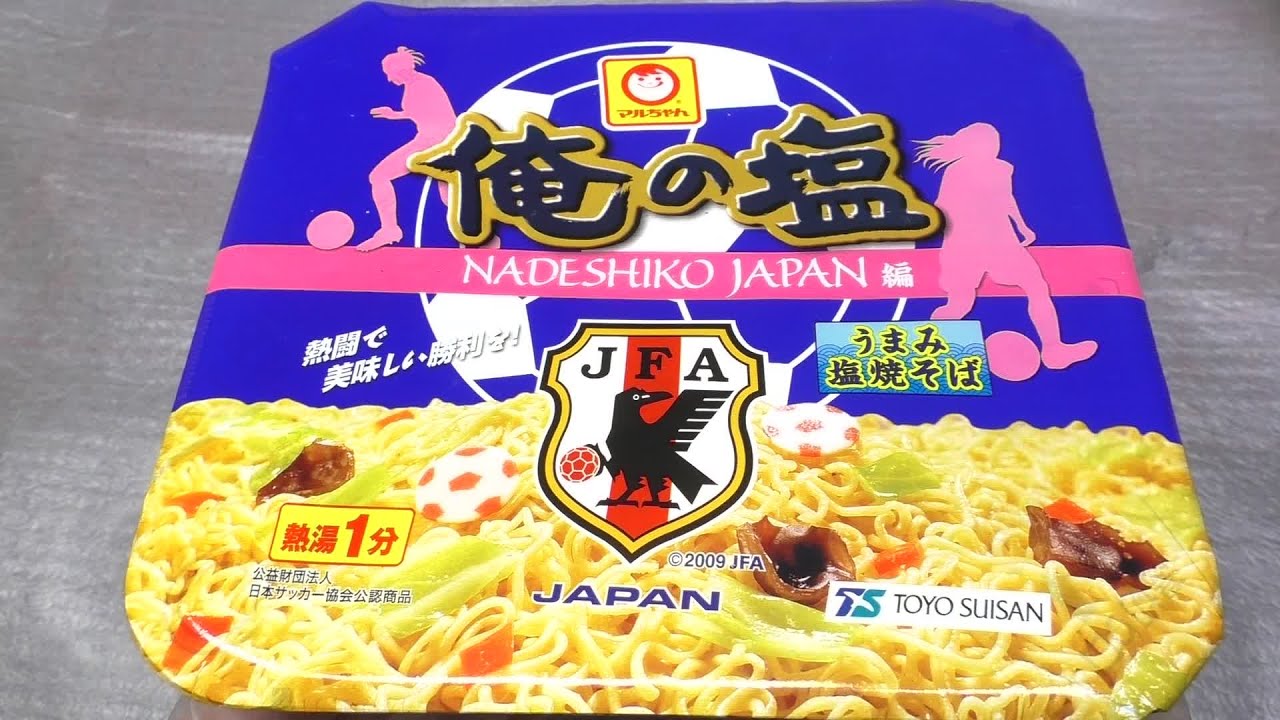 マルちゃん
俺の塩
NADESHIKO JAPAN 編
熱闘で
美味しい勝利を!
うまみ
塩焼そば
JFA
熱湯1分
©2009 JFA
公益財団法人
日本サッカー協会公認商品
JAPAN
TS TOYO SUISAN